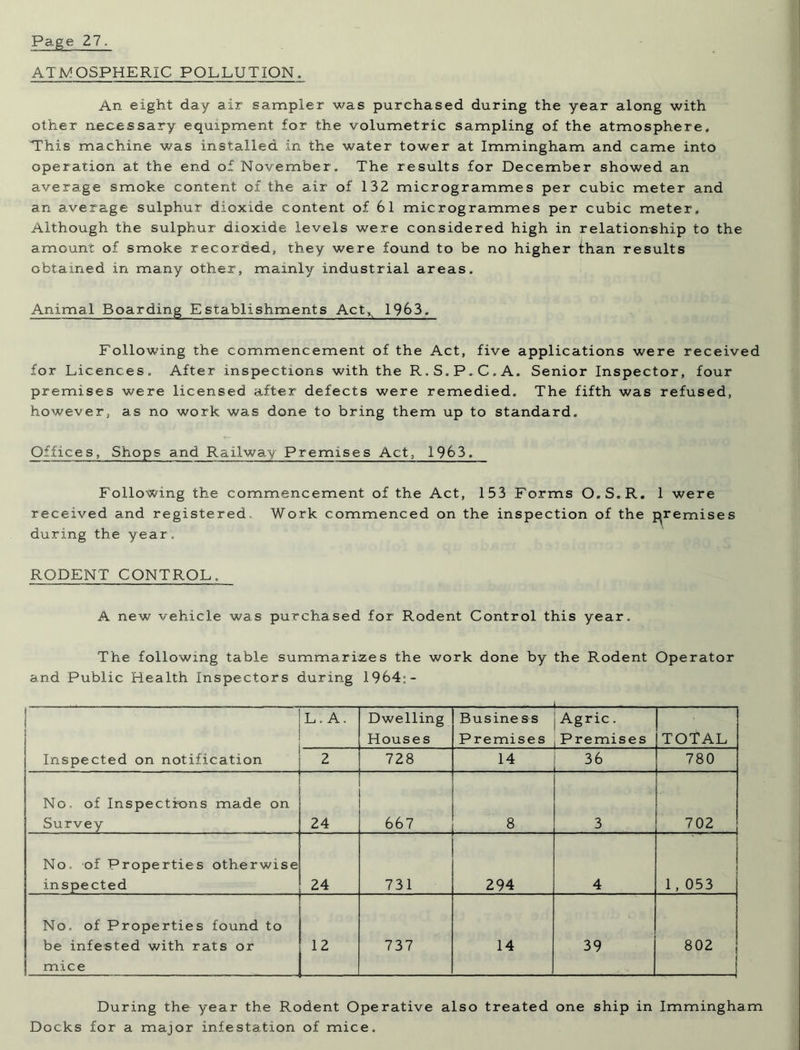 Page 27.
ATMOSPHERIC POLLUTION.
An eight day air sampler was purchased during the year along with
other necessary equipment for the volumetric sampling of the atmosphere.
This machine was installed in the water tower at Immingham and came into
operation at the end of November. The results for December showed an
average smoke content of the air of 132 microgrammes per cubic meter and
an average sulphur dioxide content of 61 microgrammes per cubic meter.
Although the sulphur dioxide levels were considered high in relationship to the
amount of smoke recorded, they were found to be no higher than results
obtained in many other, mainly industrial areas.
Animal Boarding Establishments Act, 1963.
Following the commencement of the Act, five applications were received
for Licences. After inspections with the R.S.P.C.A. Senior Inspector, four
premises were licensed after defects were remedied. The fifth was refused,
however, as no work was done to bring them up to standard.
Offices, Shops and Railway Premises Act, 1963.
Following the commencement of the Act, 153 Forms O.S.R. 1 were
received and registered. Work commenced on the inspection of the premises
during the year.
RODENT CONTROL.
A new vehicle was purchased for Rodent Control this year.
The following table summarizes the work done by the Rodent Operator
and Public Health Inspectors during 1964:-
L.A. Dwelling Business Agric.
Houses Premises Premises TOTAL
Inspected on notification 2 728 14 36 780
No. of Inspections made on
Survey 24 667 8 3 702
No. of Properties otherwise
inspected 24 731 294 4 1,053
No. of Properties found to
be infested with rats or 12 737 14 39 802
mice
During the year the Rodent Operative also treated one ship in Immingham
Docks for a major infestation of mice.